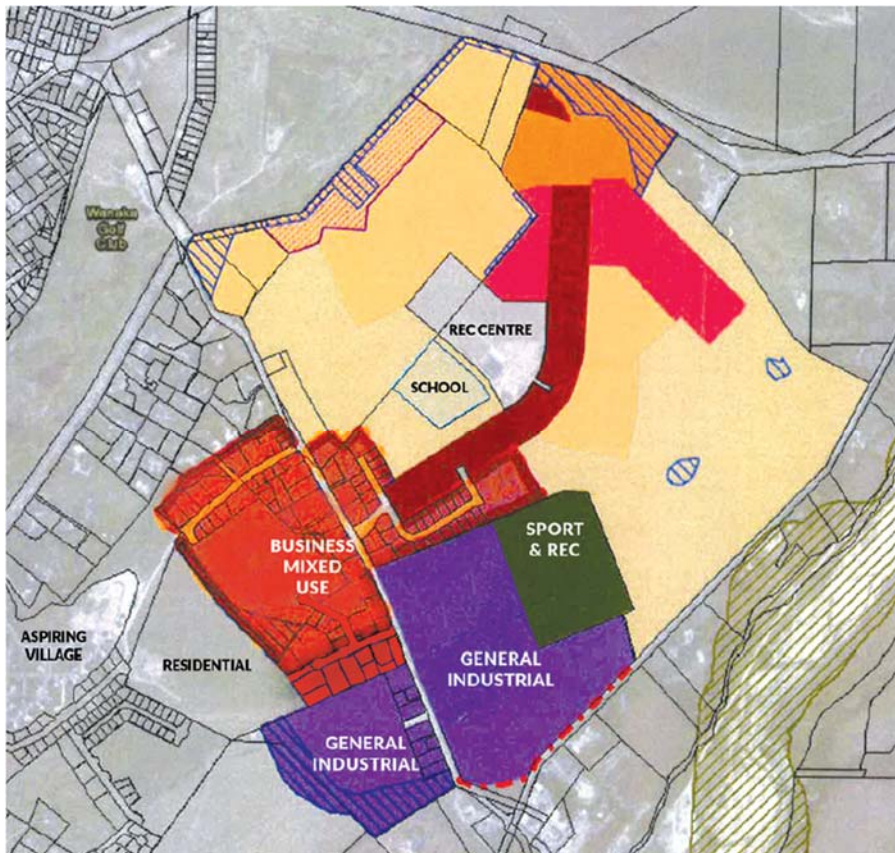 Wanaka
Golf
Club
REC CENTRE
SCHOOL
SPORT
& REC
BUSINESS
MIXED
USE
ASPIRING
VILLAGE
RESIDENTIAL
GENERAL
INDUSTRIAL
GENERAL
INDUSTRIAL